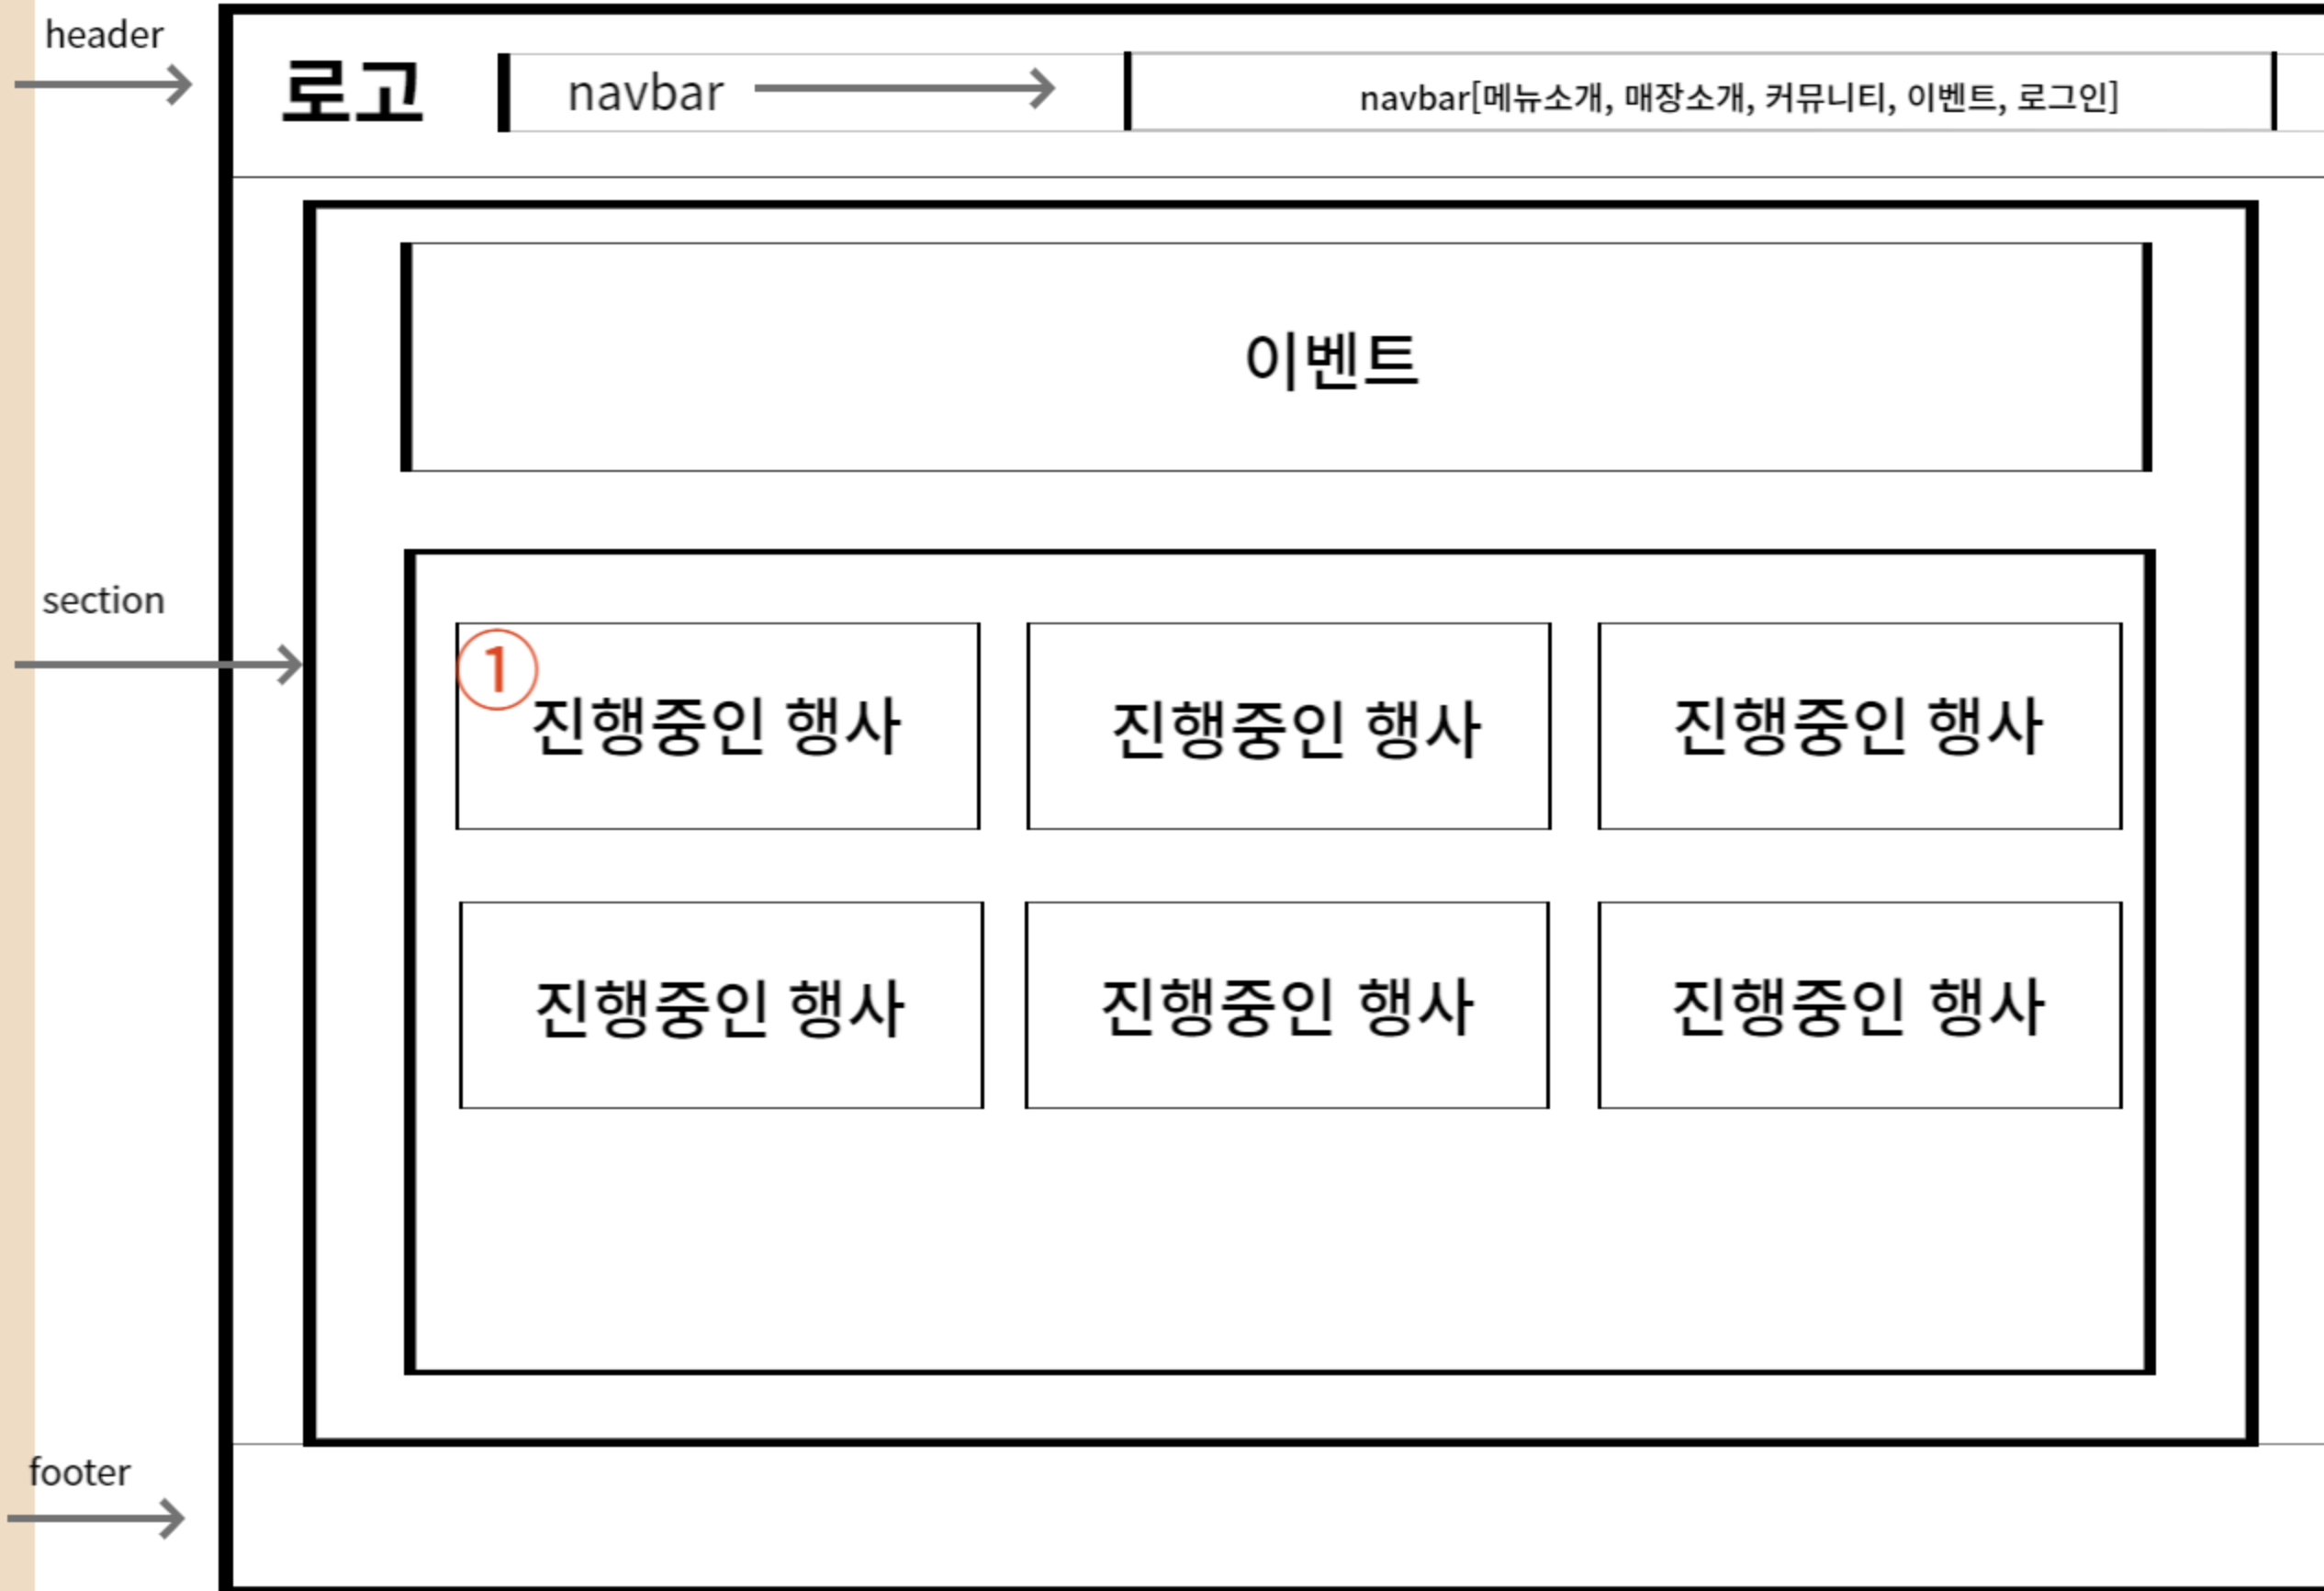 header
로고
navbar
navbar[메뉴소개, 매장소개, 커뮤니티, 이벤트, 로그인]
이벤트
section
1
진행중인 행사
진행중인 행사
진행중인 행사
진행중인 행사
진행중인 행사
진행중인 행사
footer